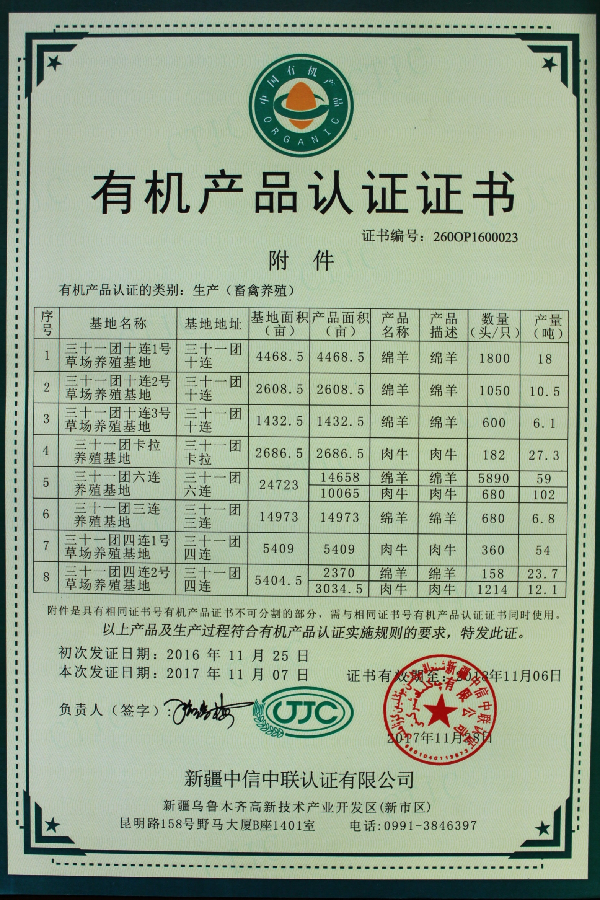 中国有机产品
ORGANIC
有机产品认证证书
证书编号：260OP1600023
附 件
有机产品认证的类别：生产（畜禽养殖）
序号 基地名称 基地地址 基地面积（亩） 产品面积（亩） 产品名称 产品描述 数量（头/只） 产量（吨）
1 三十一团十连1号草场养殖基地 三十一团十连 4468.5 4468.5 绵羊 绵羊 1800 18
2 三十一团十连2号草场养殖基地 三十一团十连 2608.5 2608.5 绵羊 绵羊 1050 10.5
3 三十一团十连3号草场养殖基地 三十一团十连 1432.5 1432.5 绵羊 绵羊 600 6.1
4 三十一团卡拉养殖基地 三十一团卡拉 2686.5 2686.5 肉牛 肉牛 182 27.3
5 三十一团六连养殖基地 三十一团六连 24723 14658 绵羊 绵羊 5890 59
10065 肉牛 肉牛 680 102
6 三十一团三连养殖基地 三十一团三连 14973 14973 绵羊 绵羊 680 6.8
7 三十一团四连1号草场养殖基地 三十一团四连 5409 5409 肉牛 肉牛 360 54
8 三十一团四连2号草场养殖基地 三十一团四连 5404.5 2370 绵羊 绵羊 158 23.7
3034.5 肉牛 肉牛 1214 12.1
附件是具有相同证书号有机产品证书不可分割的部分，需与相同证书号有机产品认证证书同时使用。
以上产品及生产过程符合有机产品认证实施规则的要求，特发此证。
初次发证日期：2016 年 11 月 25 日
本次发证日期：2017 年 11 月 07 日
证书有效期至：2018年11月06日
负责人（签字）：
UJC
新疆中信中联认证有限公司
2017年11月28日
新疆中信中联认证有限公司
新疆乌鲁木齐高新技术产业开发区(新市区)
昆明路158号野马大厦B座1401室 电话:0991-3846397